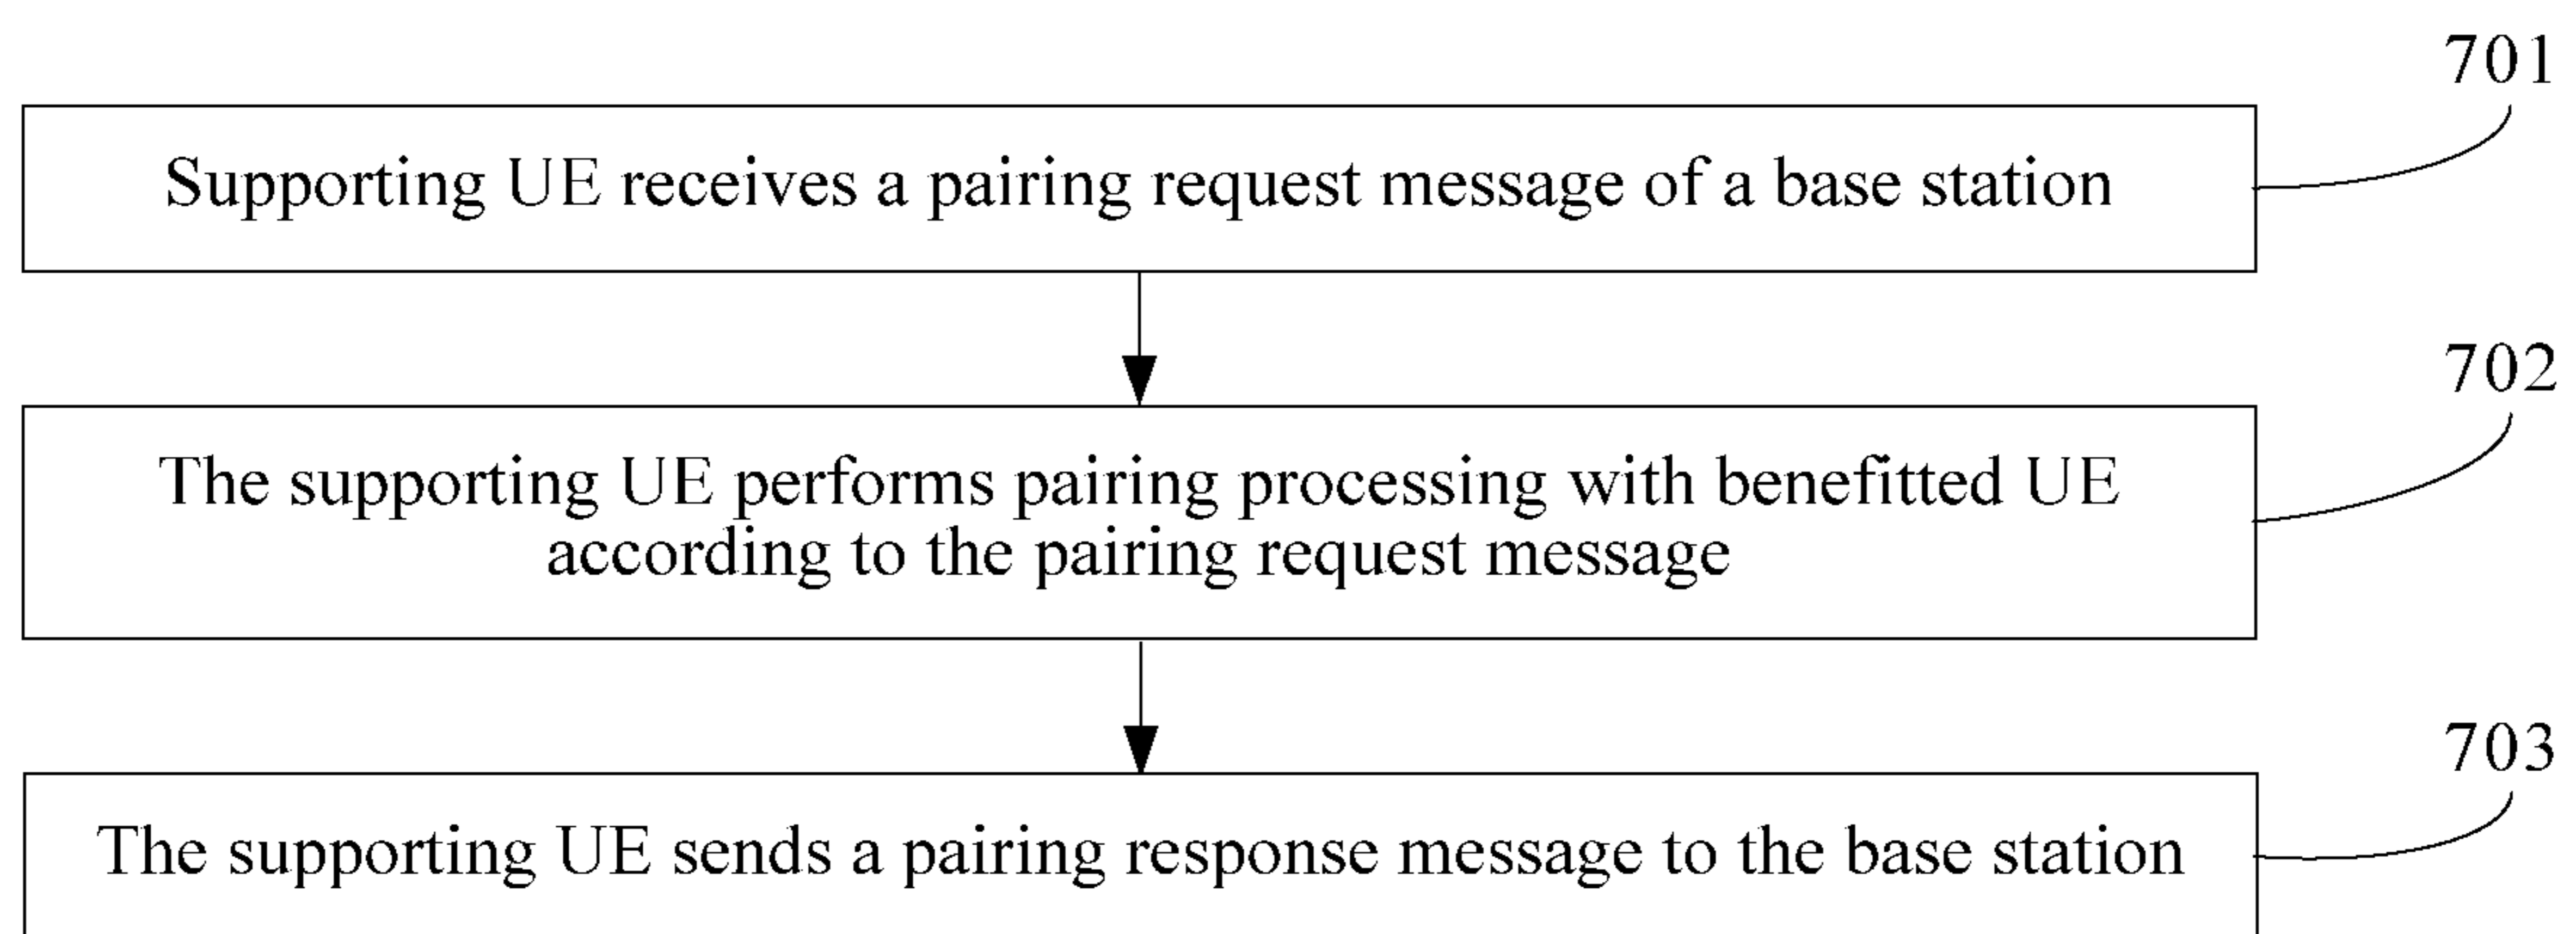 701
Supporting UE receives a pairing request message of a base station
702
The supporting UE performs pairing processing with benefitted UE
according to the pairing request message
703
The supporting UE sends a pairing response message to the base station